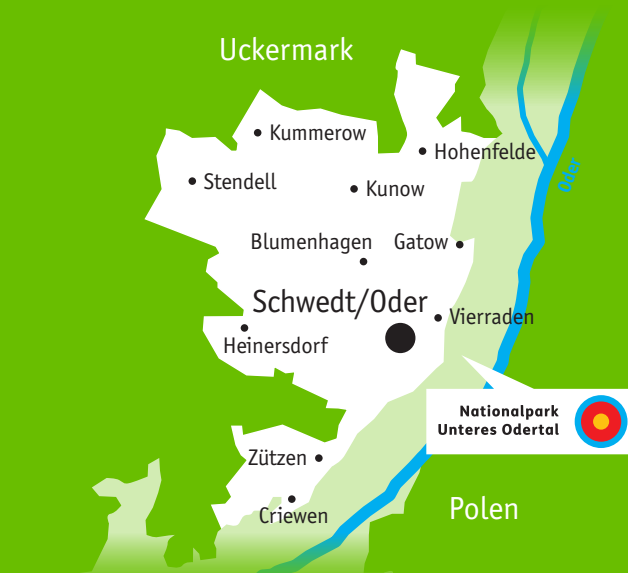 Uckermark
Kummerow
Hohenfelde
Stendell
Kunow
Oder
Blumenhagen
Gatow
Schwedt/Oder
Vierraden
Heinersdorf
Nationalpark
Unteres Odertal
Zützen
Criewen
Polen